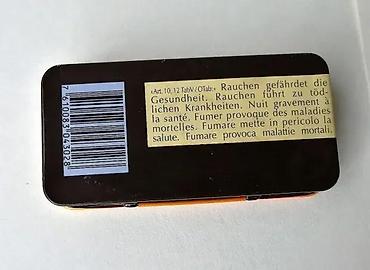 «Art. 10, 12 TabV/OTab:» Rauchen gefährdet die
Gesundheit. Rauchen führt zu töd-
lichen Krankheiten. Nuit gravement à
la santé. Fumer provoque des maladies
mortelles. Fumare mette in pericolo la
salute. Fumare provoca malattie mortali.
7610083043028